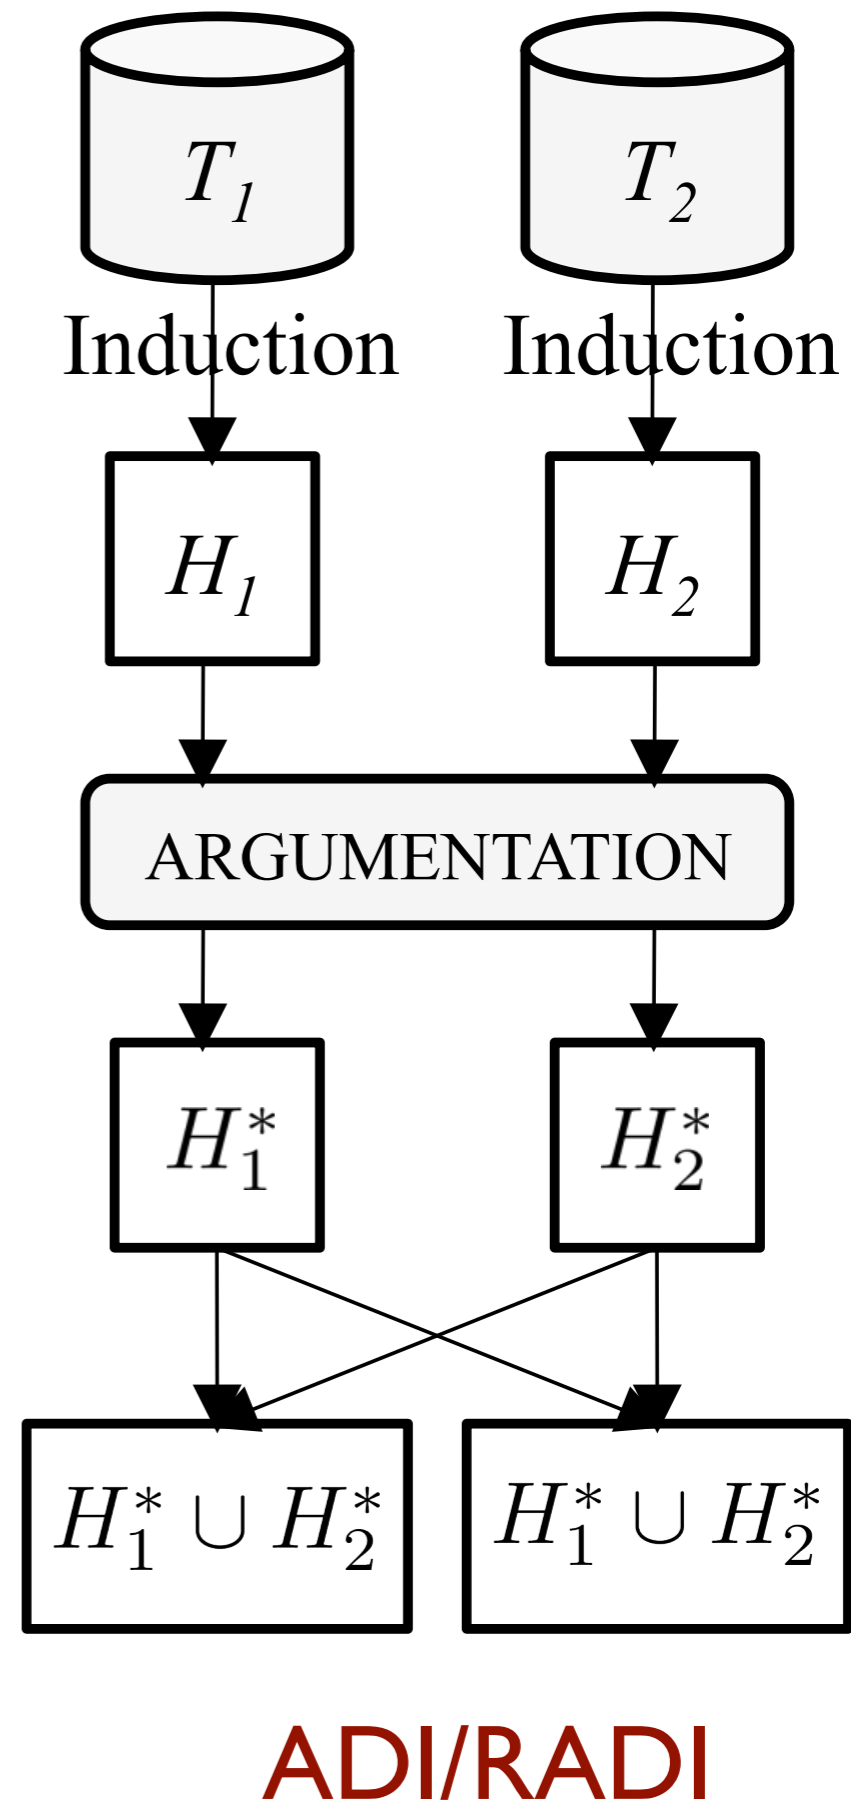 T₁ T₂
Induction Induction
H₁ H₂
ARGUMENTATION
H₁* H₂*
H₁* ∪ H₂* H₁* ∪ H₂*
ADI/RADI